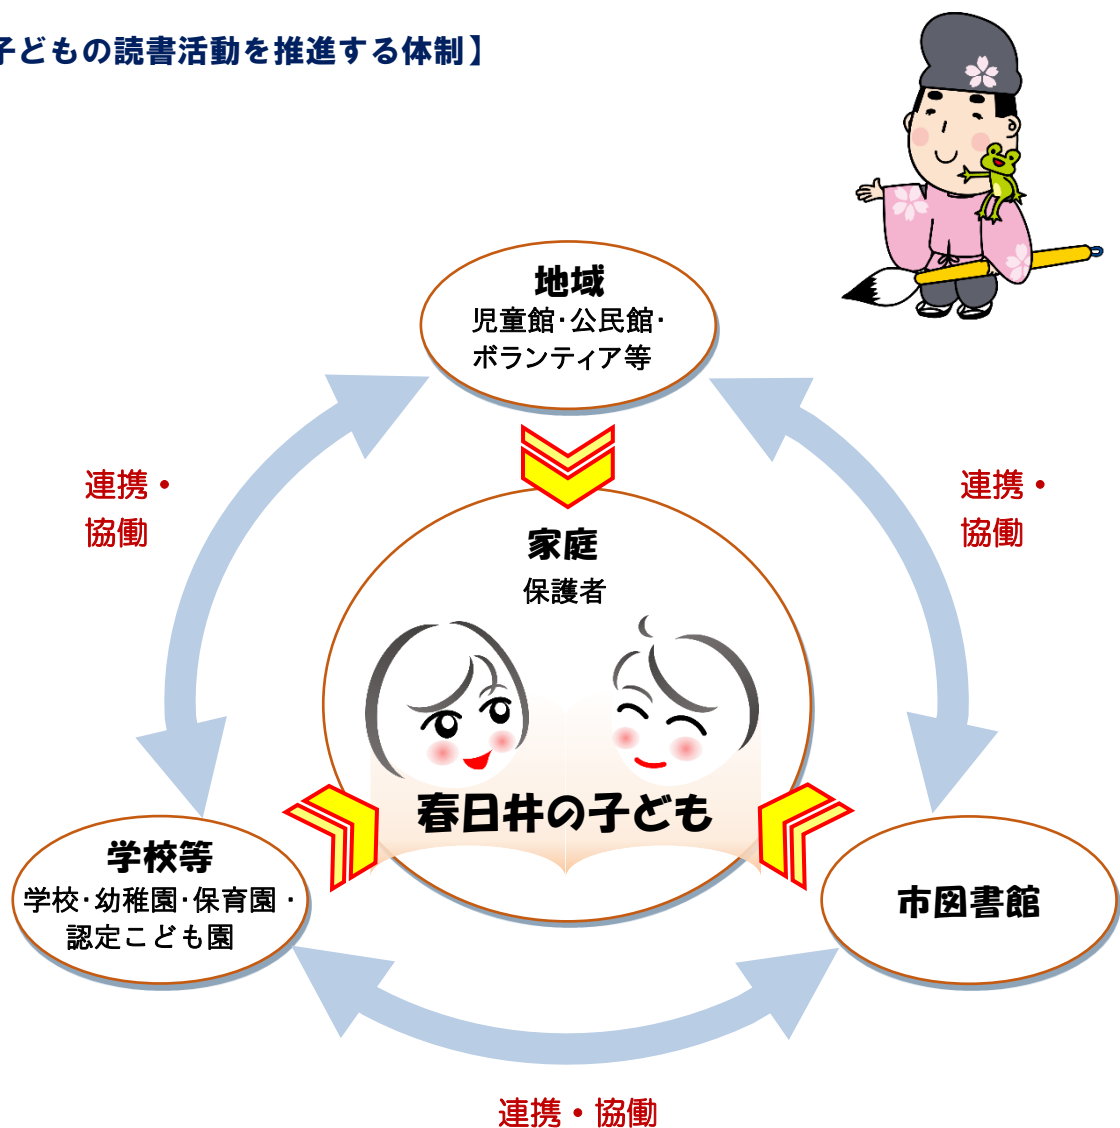 子どもの読書活動を推進する体制】
地域
児童館・公民館・
ボランティア等
連携・
協働
連携・
協働
家庭
保護者
春日井の子ども
学校等
学校・幼稚園・保育園・
認定こども園
市図書館
連携・協働